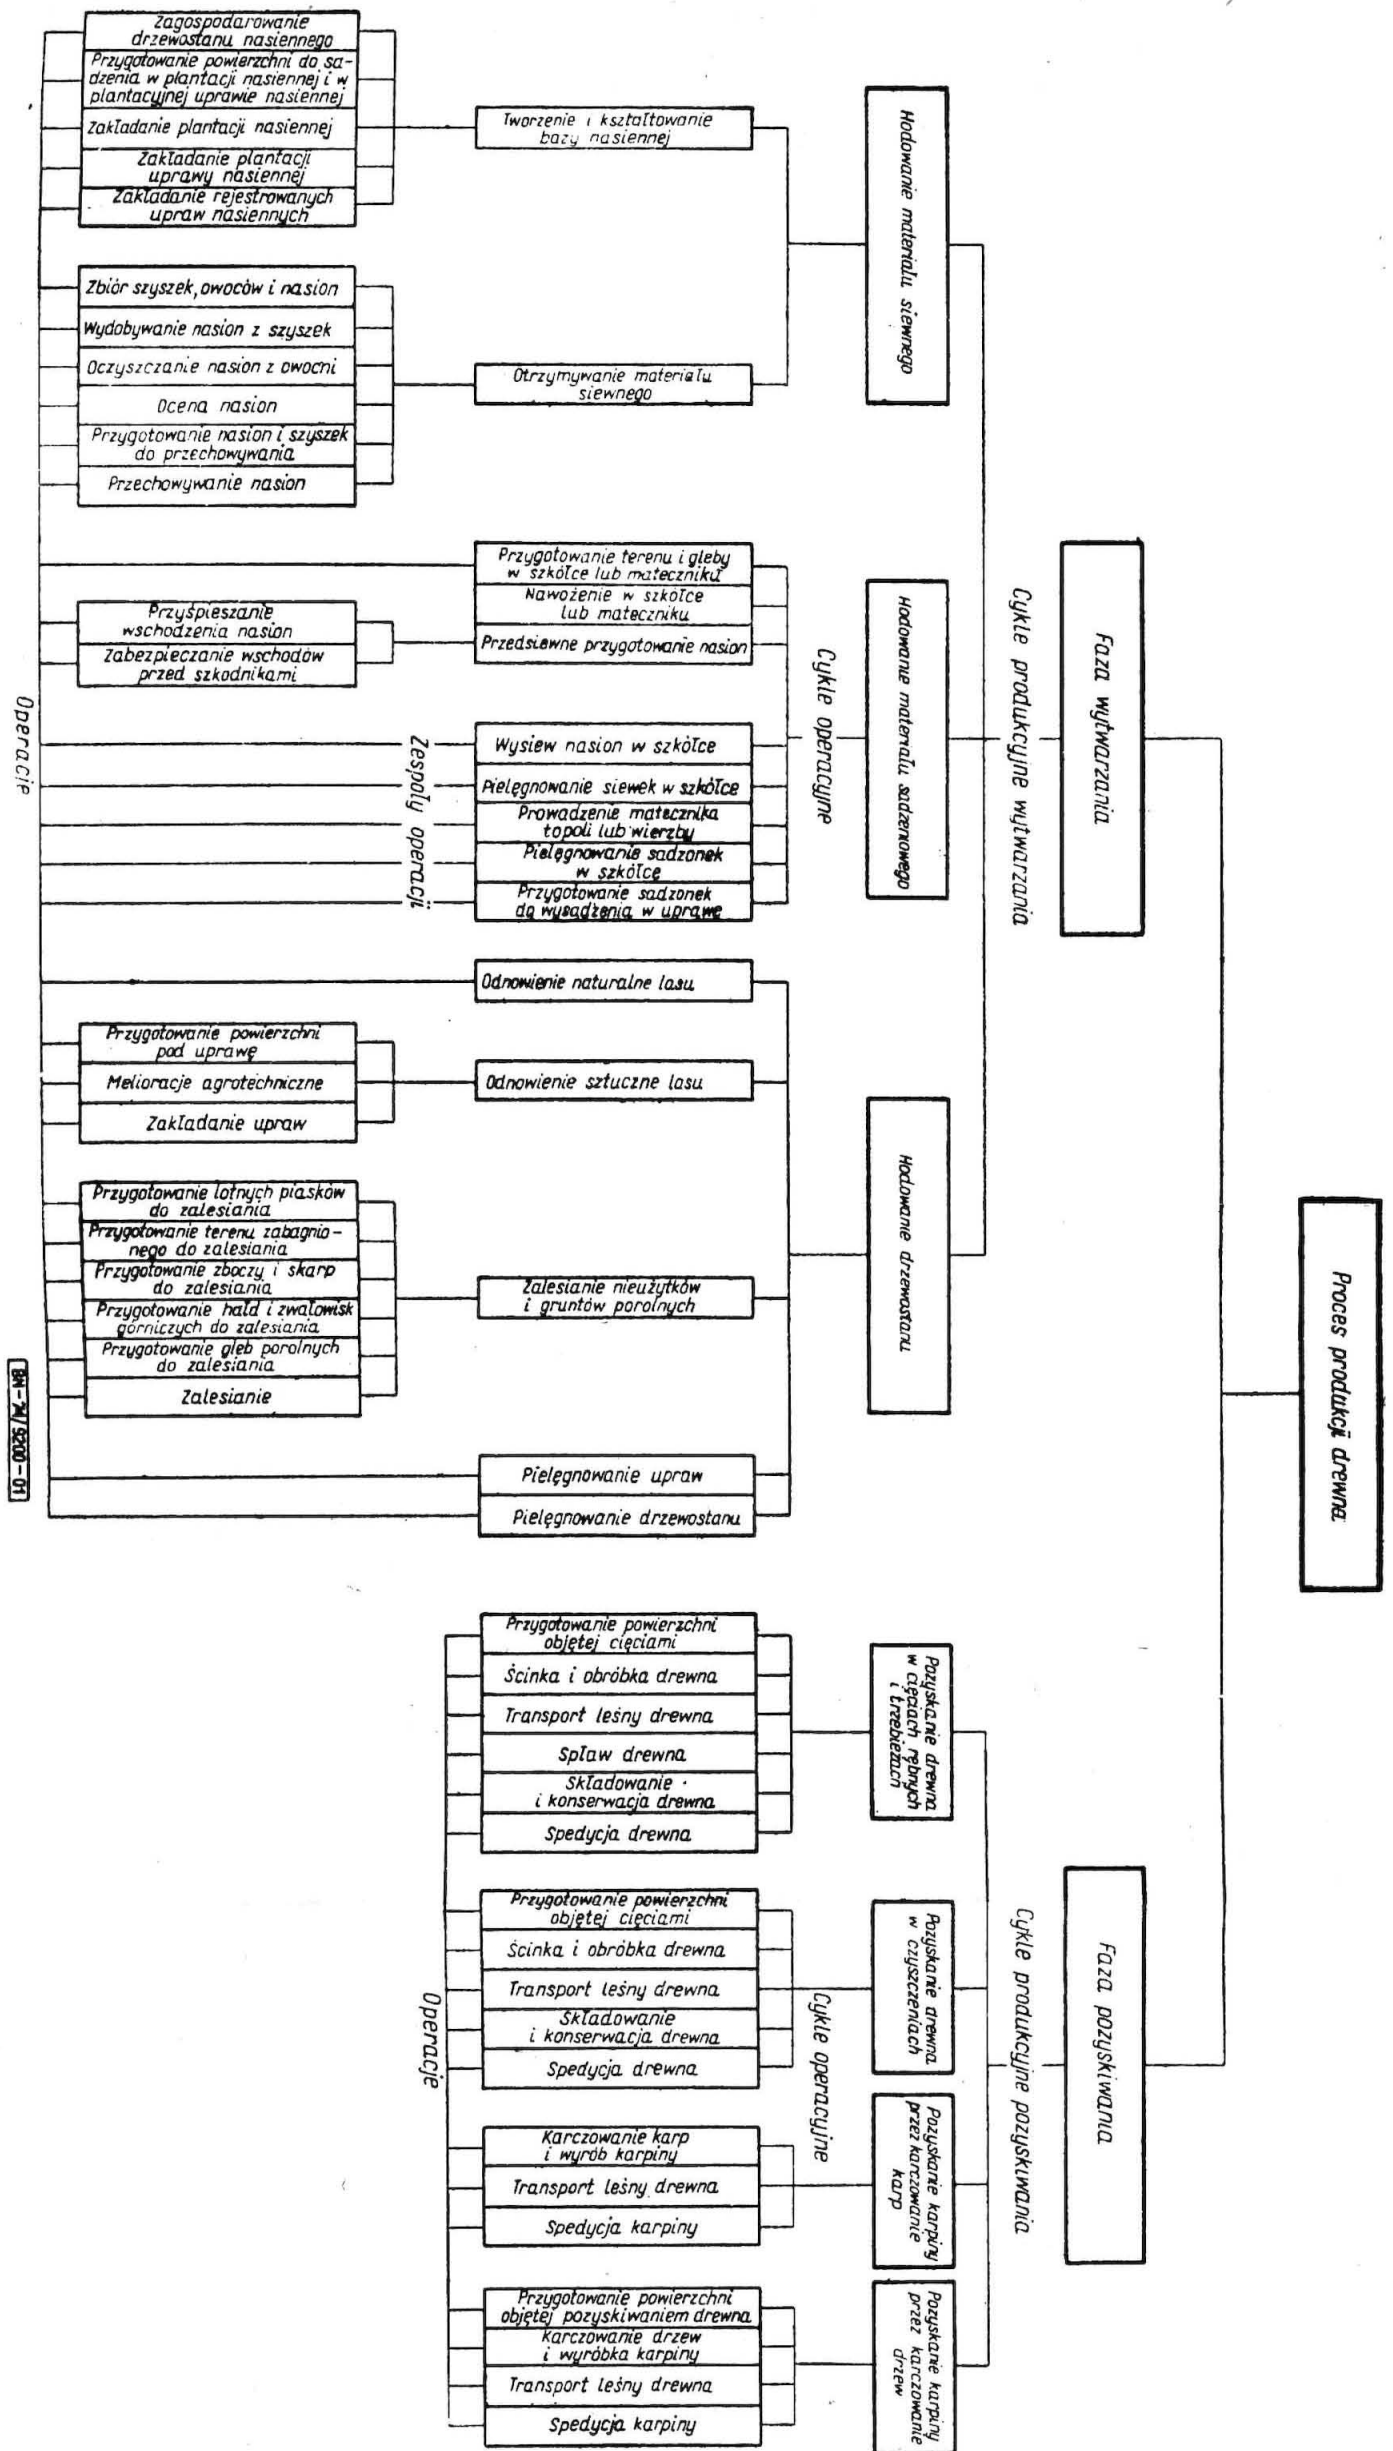 Proces produkcji drewna
Faza wytwarzania
Faza pozyskiwania
Cykle produkcyjne wytwarzania
Cykle produkcyjne pozyskiwania
Hodowanie materiału siewnego
Hodowanie materiału sadzeniowego
Hodowanie drzewostanu
Pozyskanie drewna
w cięciach rębnych
i trzebieżach
Pozyskanie drewna
w czyszczeniach
Pozyskanie karpiny
przez karczowanie
karp
Pozyskanie karpiny
przez karczowanie
drzew
Cykle operacyjne
Cykle operacyjne
Tworzenie i kształtowanie
bazy nasiennej
Otrzymywanie materiału
siewnego
Przygotowanie terenu i gleby
w szkółce lub mateczniku
Nawożenie w szkółce
lub mateczniku
Przedsiewne przygotowanie nasion
Wysiew nasion w szkółce
Pielęgnowanie siewek w szkółce
Prowadzenie matecznika
topoli lub wierzby
Pielęgnowanie sadzonek
w szkółce
Przygotowanie sadzonek
do wysadzenia w uprawę
Odnowienie naturalne lasu
Odnowienie sztuczne lasu
Zalesianie nieużytków
i gruntów porolnych
Pielęgnowanie upraw
Pielęgnowanie drzewostanu
Przygotowanie powierzchni
objętej cięciami
Ścinka i obróbka drewna
Transport leśny drewna
Spław drewna
Składowanie
i konserwacja drewna
Spedycja drewna
Przygotowanie powierzchni
objętej cięciami
Ścinka i obróbka drewna
Transport leśny drewna
Składowanie
i konserwacja drewna
Spedycja drewna
Karczowanie karp
i wyrób karpiny
Transport leśny drewna
Spedycja karpiny
Przygotowanie powierzchni
objętej pozyskiwaniem drewna
Karczowanie drzew
i wyróbka karpiny
Transport leśny drewna
Spedycja karpiny
Zespoły operacji
Operacje
Zagospodarowanie
drzewostanu nasiennego
Przygotowanie powierzchni do sa-
dzenia w plantacji nasiennej i w
plantacyjnej uprawie nasiennej
Zakładanie plantacji nasiennej
Zakładanie plantacji
uprawy nasiennej
Zakładanie rejestrowanych
upraw nasiennych
Zbiór szyszek, owoców i nasion
Wydobywanie nasion z szyszek
Oczyszczanie nasion z owocni
Ocena nasion
Przygotowanie nasion i szyszek
do przechowywania
Przechowywanie nasion
Przyśpieszanie
wschodzenia nasion
Zabezpieczanie wschodów
przed szkodnikami
Przygotowanie powierzchni
pod uprawę
Melioracje agrotechniczne
Zakładanie upraw
Przygotowanie lotnych piasków
do zalesiania
Przygotowanie terenu zabagnio-
nego do zalesiania
Przygotowanie zboczy i skarp
do zalesiania
Przygotowanie hałd i zwałowisk
górniczych do zalesiania
Przygotowanie gleb porolnych
do zalesiania
Zalesianie
Operacje
BN-74/9200-01